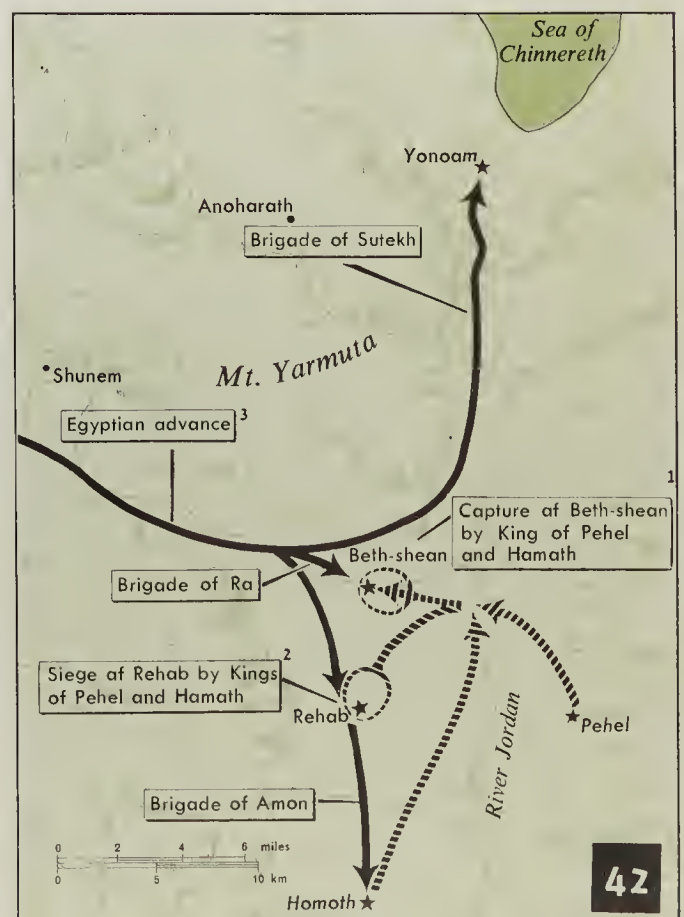 Sea of
Chinnereth
Yonoam
Anoharath
Brigade of Sutekh
Mt. Yarmuta
Shunem
Egyptian advance 3
1
Capture af Beth-shean
by King of Pehel
and Hamath
Beth-shean
Brigade of Ra
2
Siege af Rehab by Kings
of Pehel and Hamath
Rehab
Pehel
River Jordan
Brigade of Amon
0 2 4 6 miles
0 5 10 km
Homoth
42